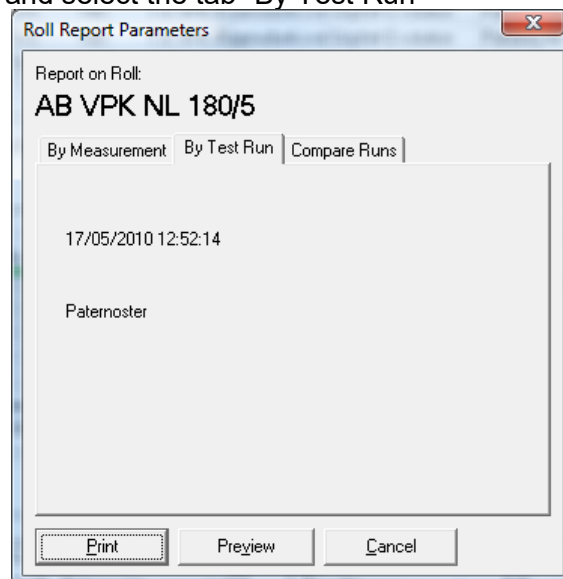 and select the tab "By Test Run"
Roll Report Parameters
Report on Roll:
AB VPK NL 180/5
By Measurement By Test Run Compare Runs
17/05/2010 12:52:14
Paternoster
Print Preview Cancel